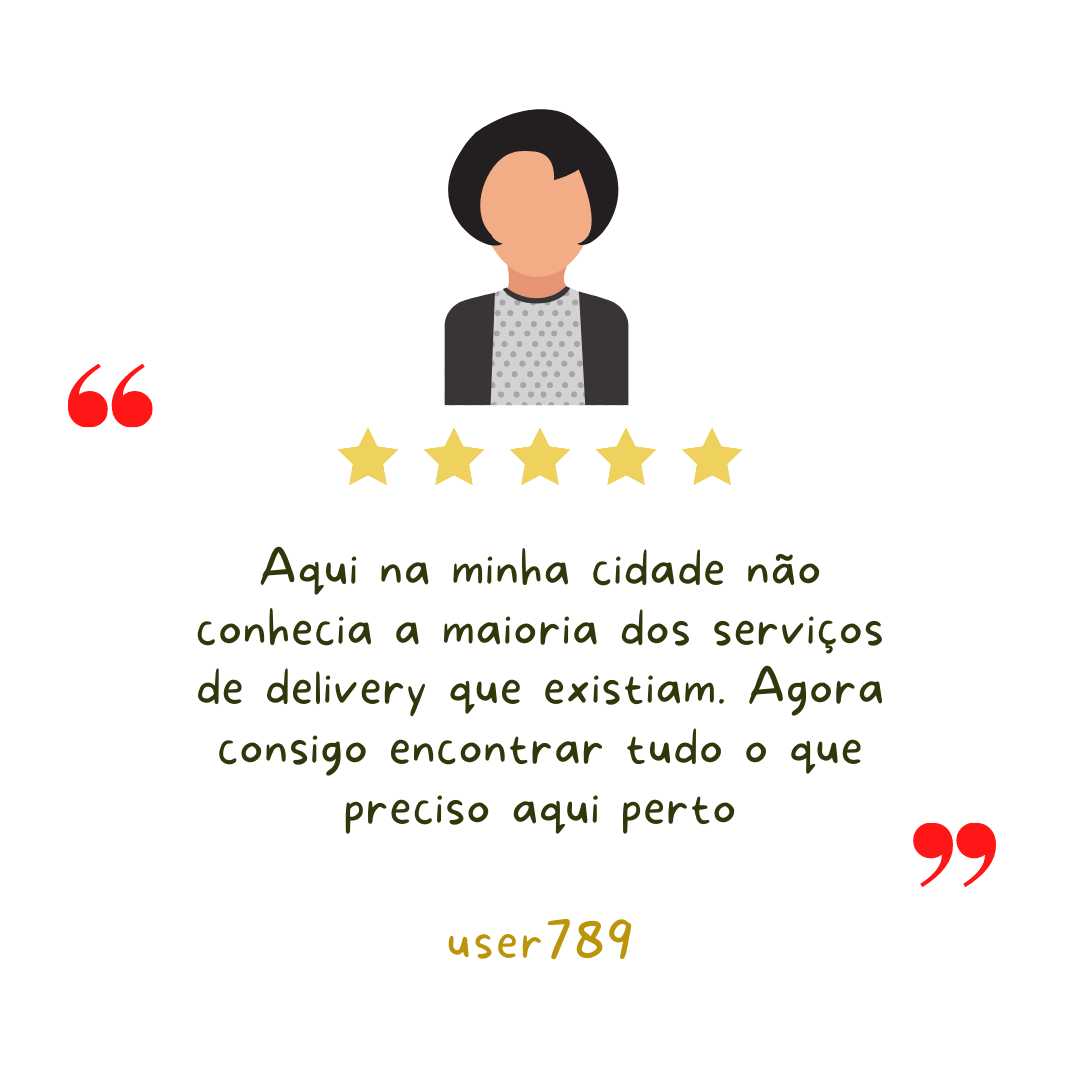 Aqui na minha cidade não
conhecia a maioria dos serviços
de delivery que existiam. Agora
consigo encontrar tudo o que
preciso aqui perto
user789